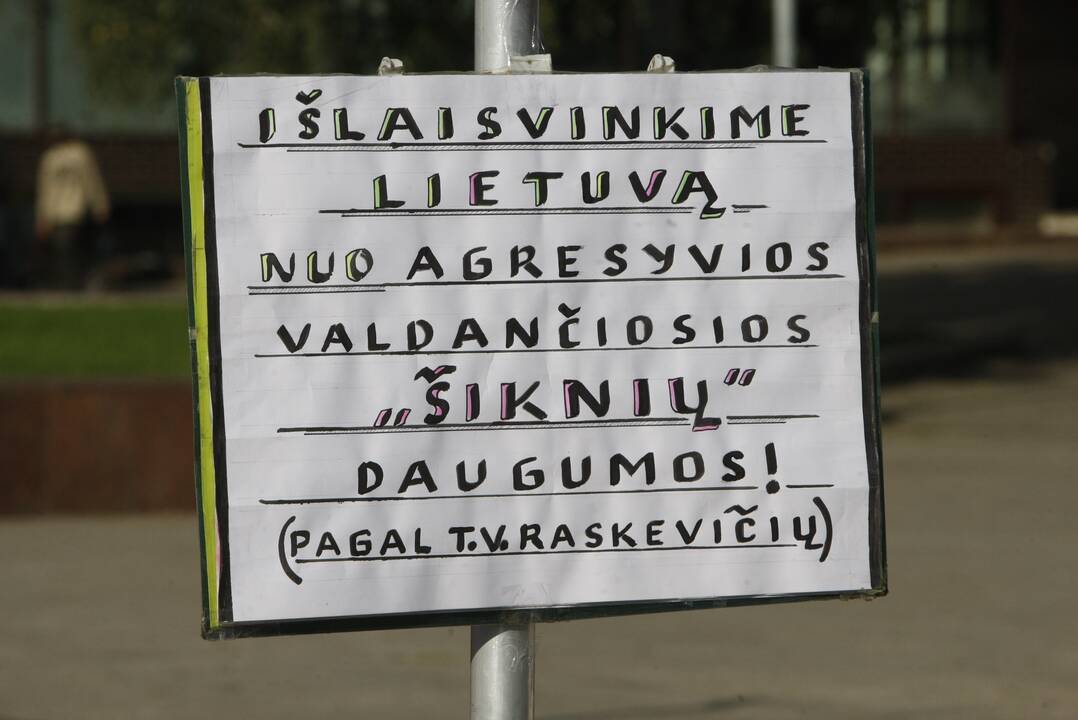 IŠLAISVINKIME
LIETUVĄ
NUO AGRESYVIOS
VALDANČIOSIOS
„ŠIKNIŲ“
DAUGUMOS!
(PAGAL T.V.RASKEVIČIŲ)